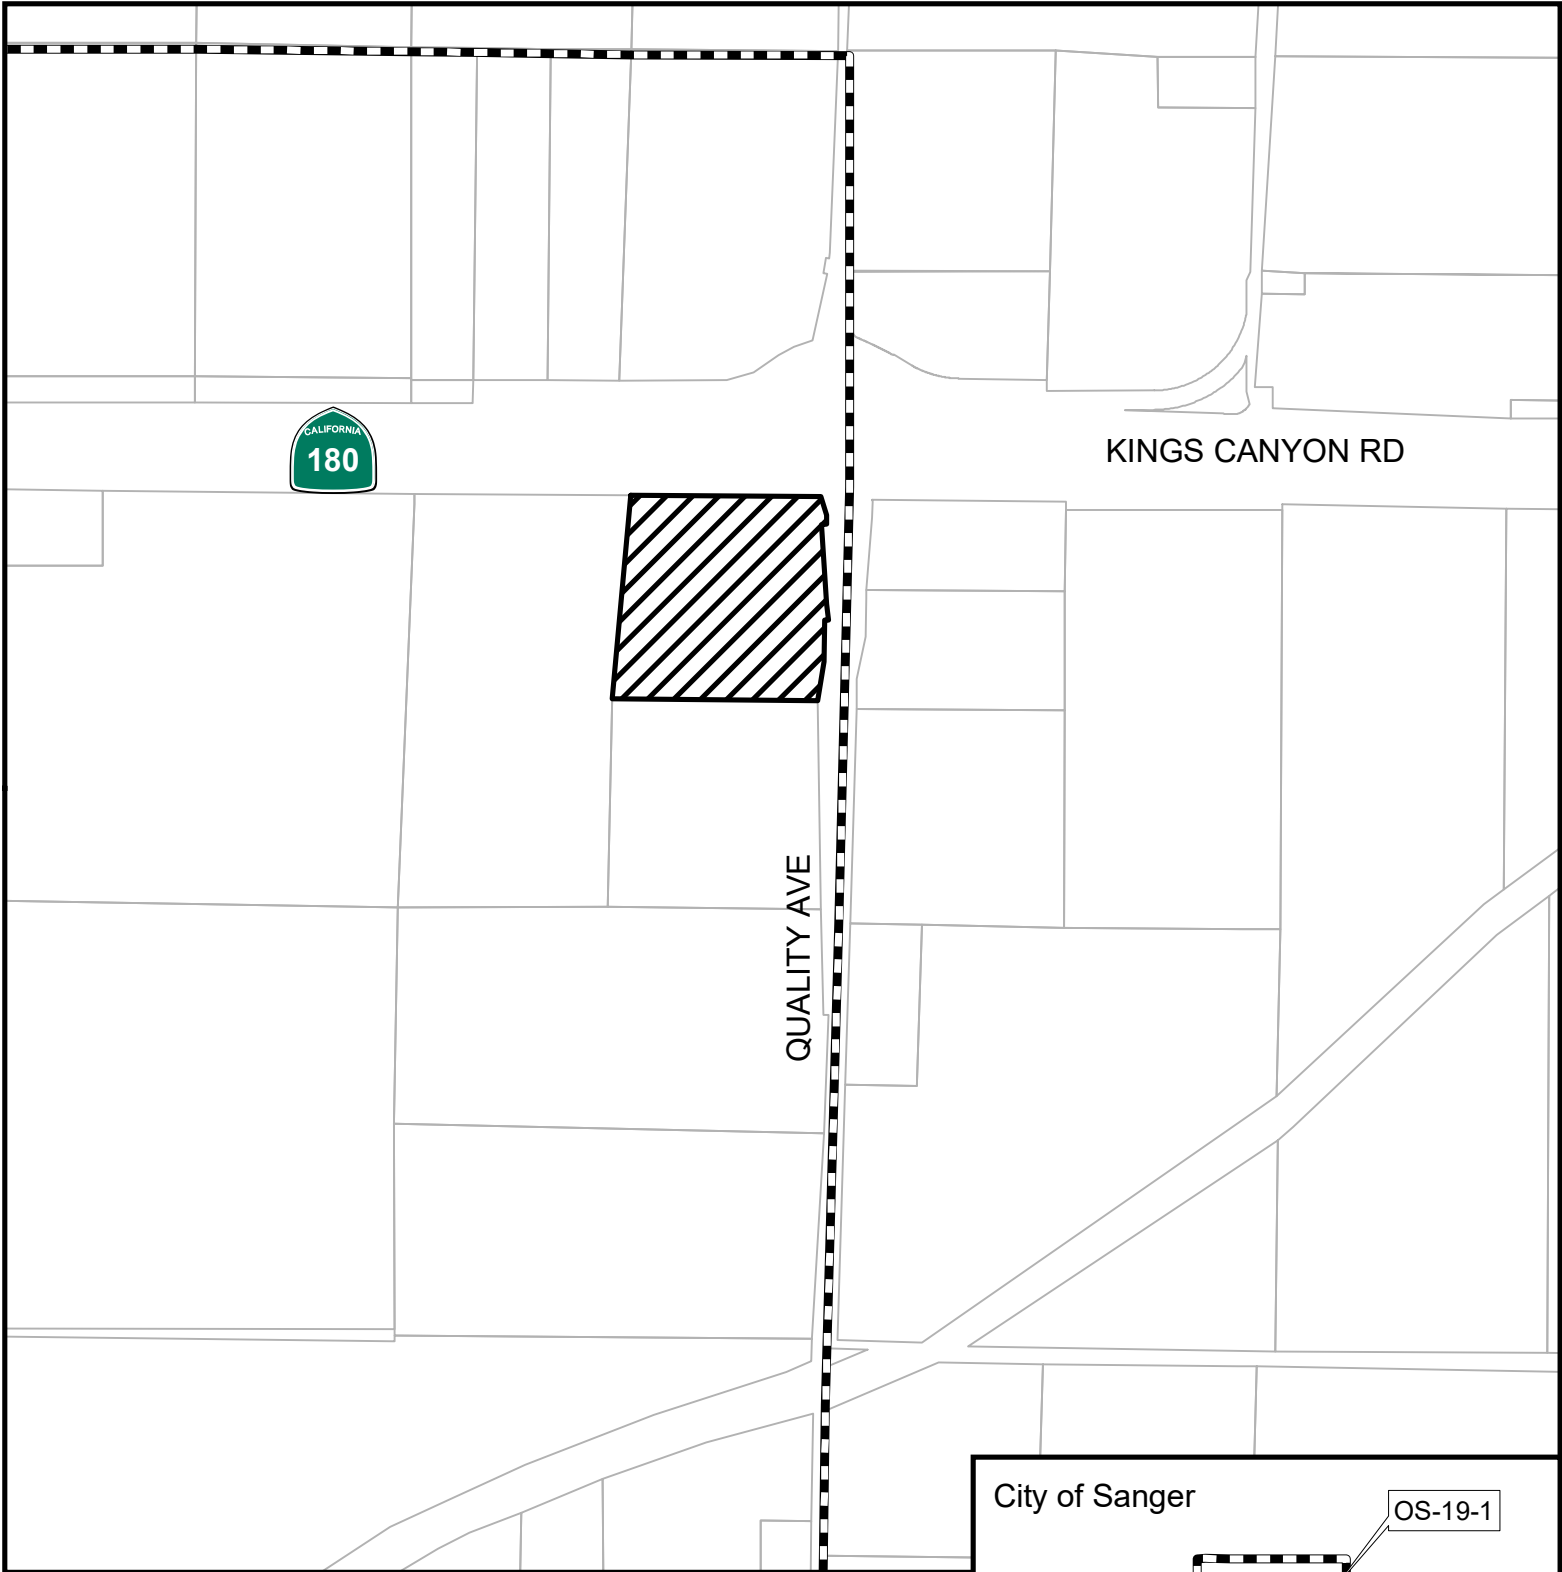 CALIFORNIA
180
KINGS CANYON RD
QUALITY AVE
City of Sanger
OS-19-1